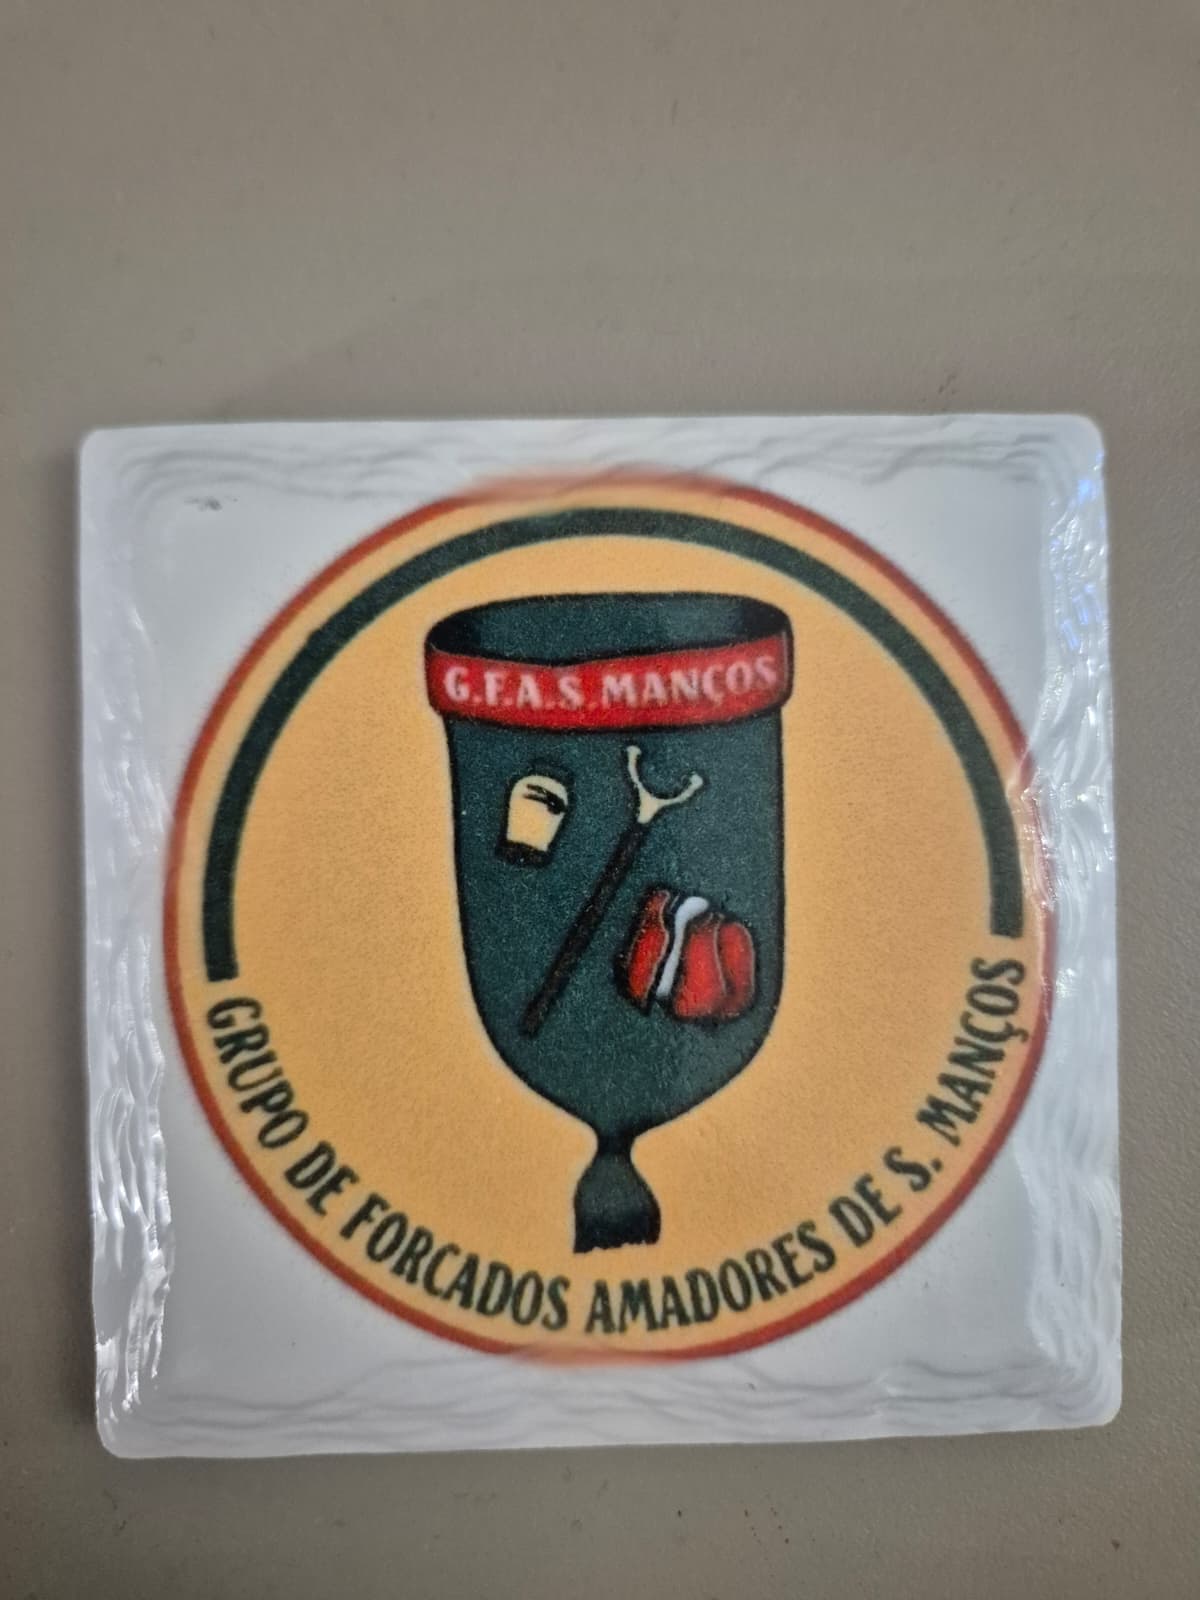 G.F.A.S. MANÇOS
GRUPO DE FORCADOS AMADORES DE S. MANÇOS